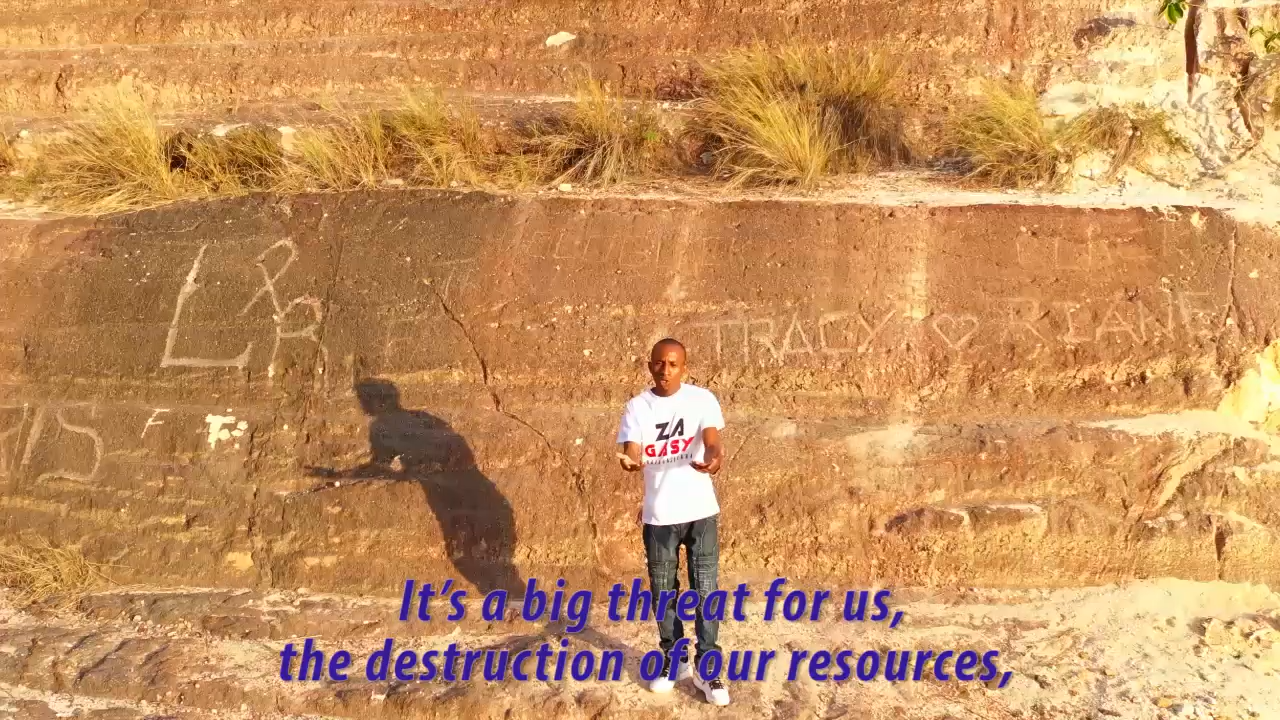 L R
TRACY ♡ RIANE
F F
ZA
GASY
It's a big threat for us,
the destruction of our resources,